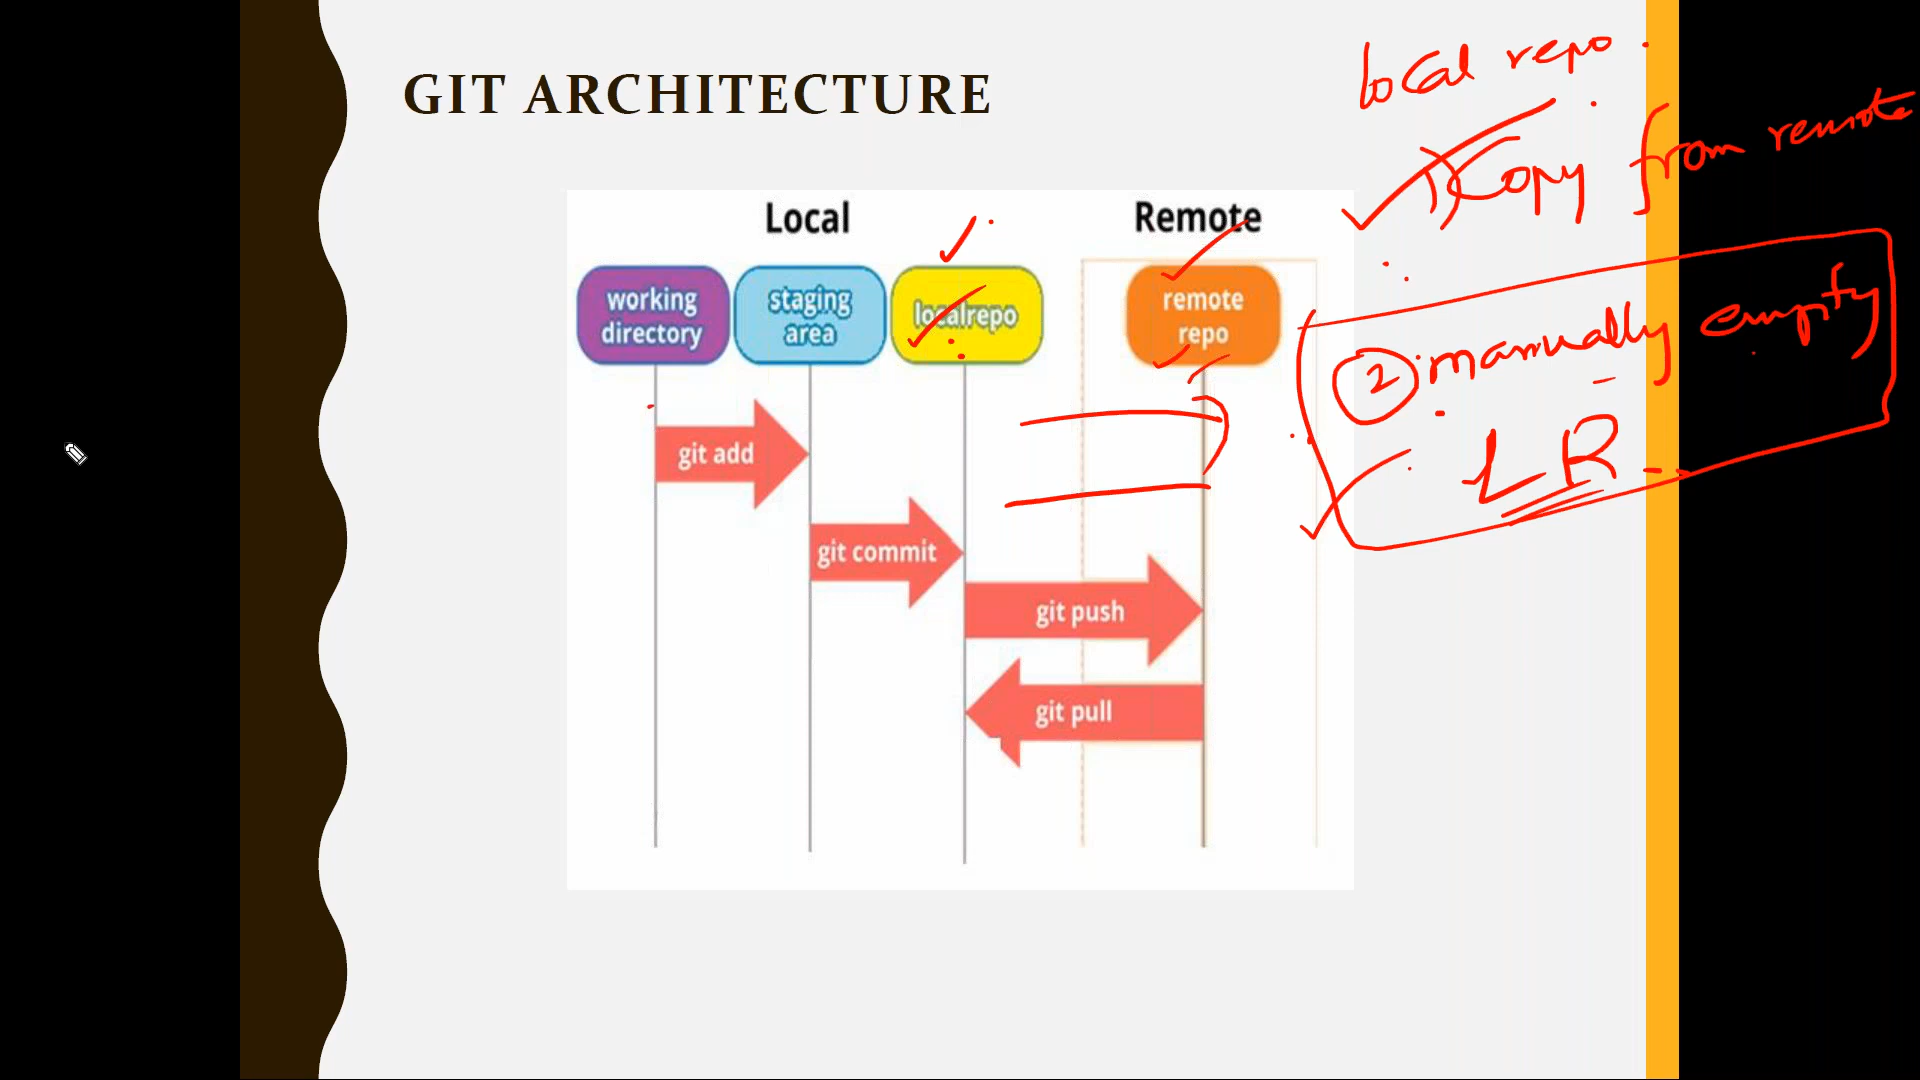 GIT ARCHITECTURE
local repo.
1) Copy from remote
Local
Remote
working
directory
staging
area
localrepo
remote
repo
② manually empty
LR
git add
git commit
git push
git pull